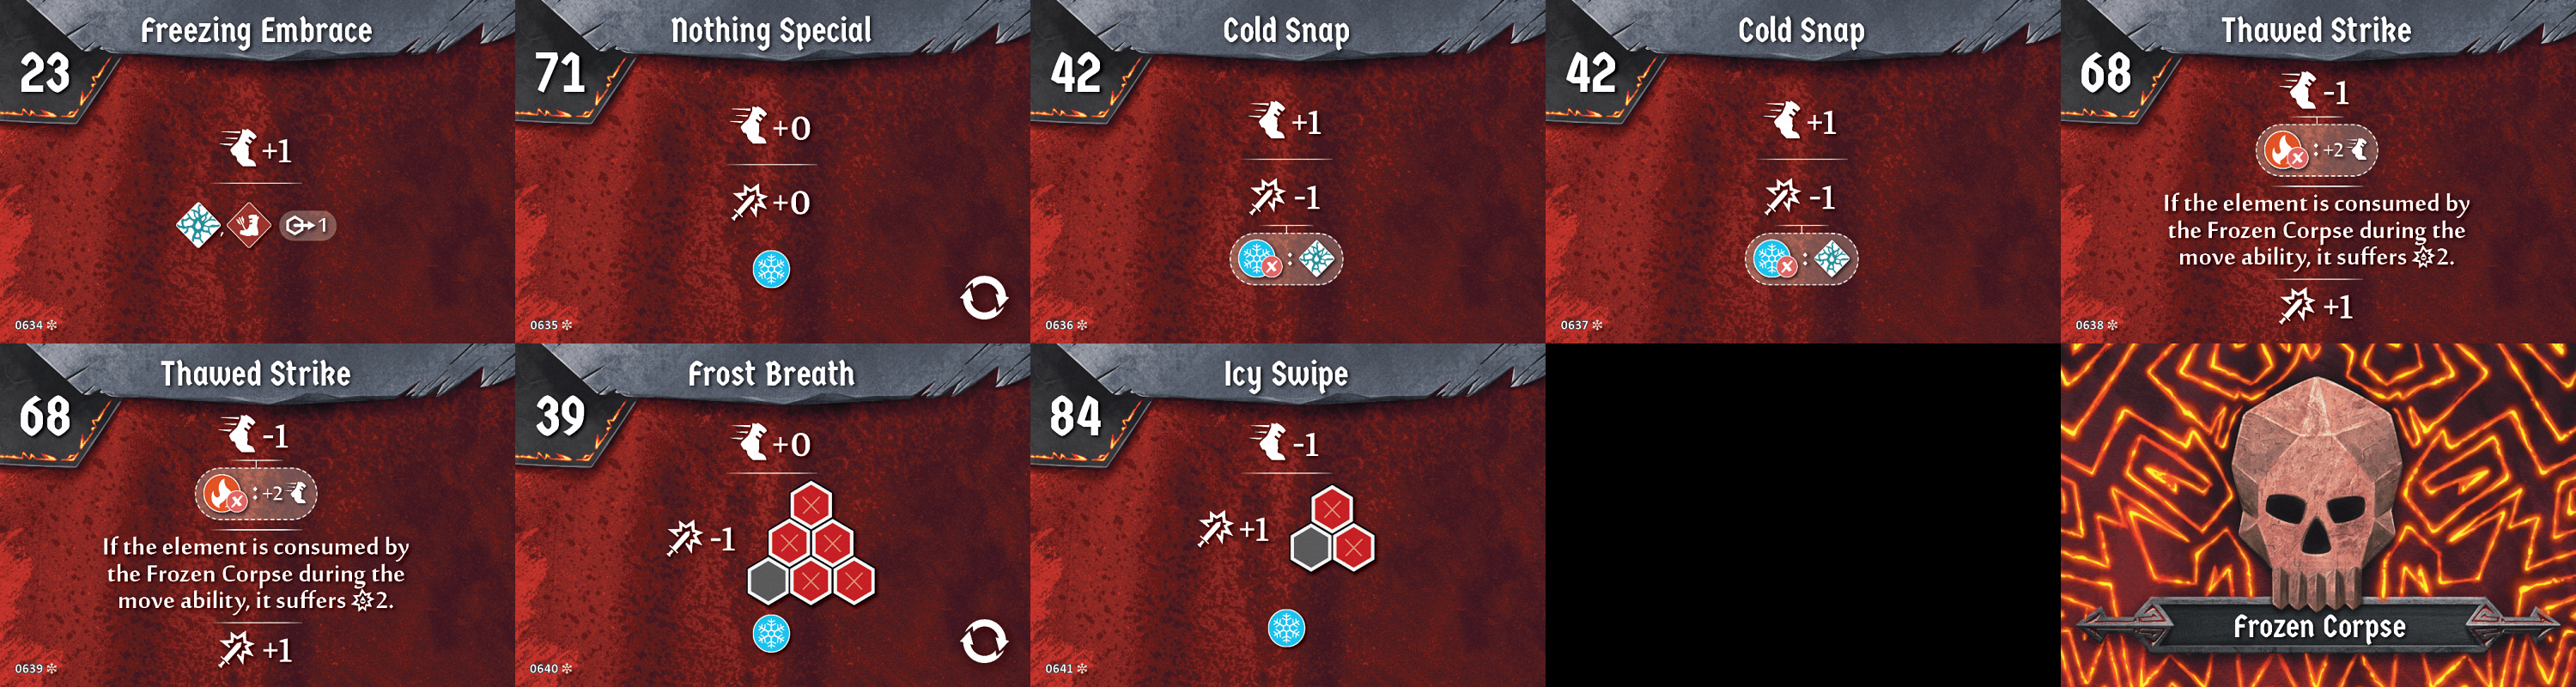 Freezing Embrace
23
+1
, 1
0634
Nothing Special
71
+0
+0
0635
Cold Snap
42
+1
-1
:
0636
Cold Snap
42
+1
-1
:
0637
Thawed Strike
68
-1
: +2
If the element is consumed by
the Frozen Corpse during the
move ability, it suffers 2.
+1
0638
Thawed Strike
68
-1
: +2
If the element is consumed by
the Frozen Corpse during the
move ability, it suffers 2.
+1
0639
Frost Breath
39
+0
-1
0640
Icy Swipe
84
-1
+1
0641
Frozen Corpse